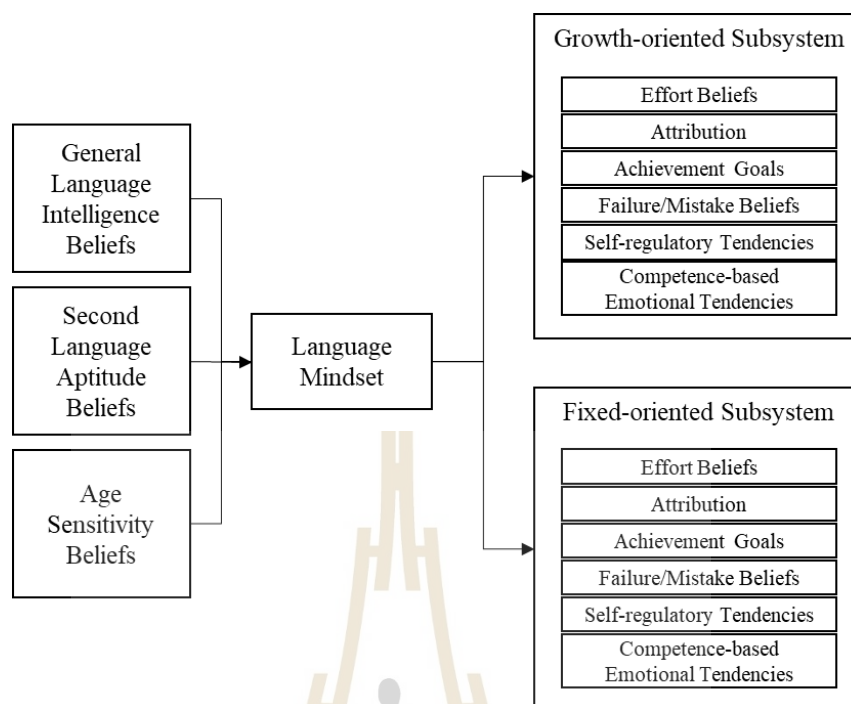 General
Language
Intelligence
Beliefs
Second
Language
Aptitude
Beliefs
Age
Sensitivity
Beliefs
Language
Mindset
Growth-oriented Subsystem
Effort Beliefs
Attribution
Achievement Goals
Failure/Mistake Beliefs
Self-regulatory Tendencies
Competence-based
Emotional Tendencies
Fixed-oriented Subsystem
Effort Beliefs
Attribution
Achievement Goals
Failure/Mistake Beliefs
Self-regulatory Tendencies
Competence-based
Emotional Tendencies